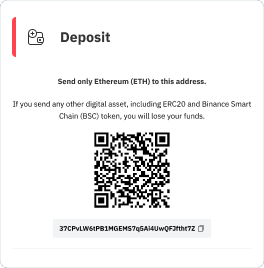 Deposit
Send only Ethereum (ETH) to this address.
If you send any other digital asset, including ERC20 and Binance Smart
Chain (BSC) token, you will lose your funds.
37CPvLW6tPB1MGEMS7q5Ai4UwQFJftht7Z